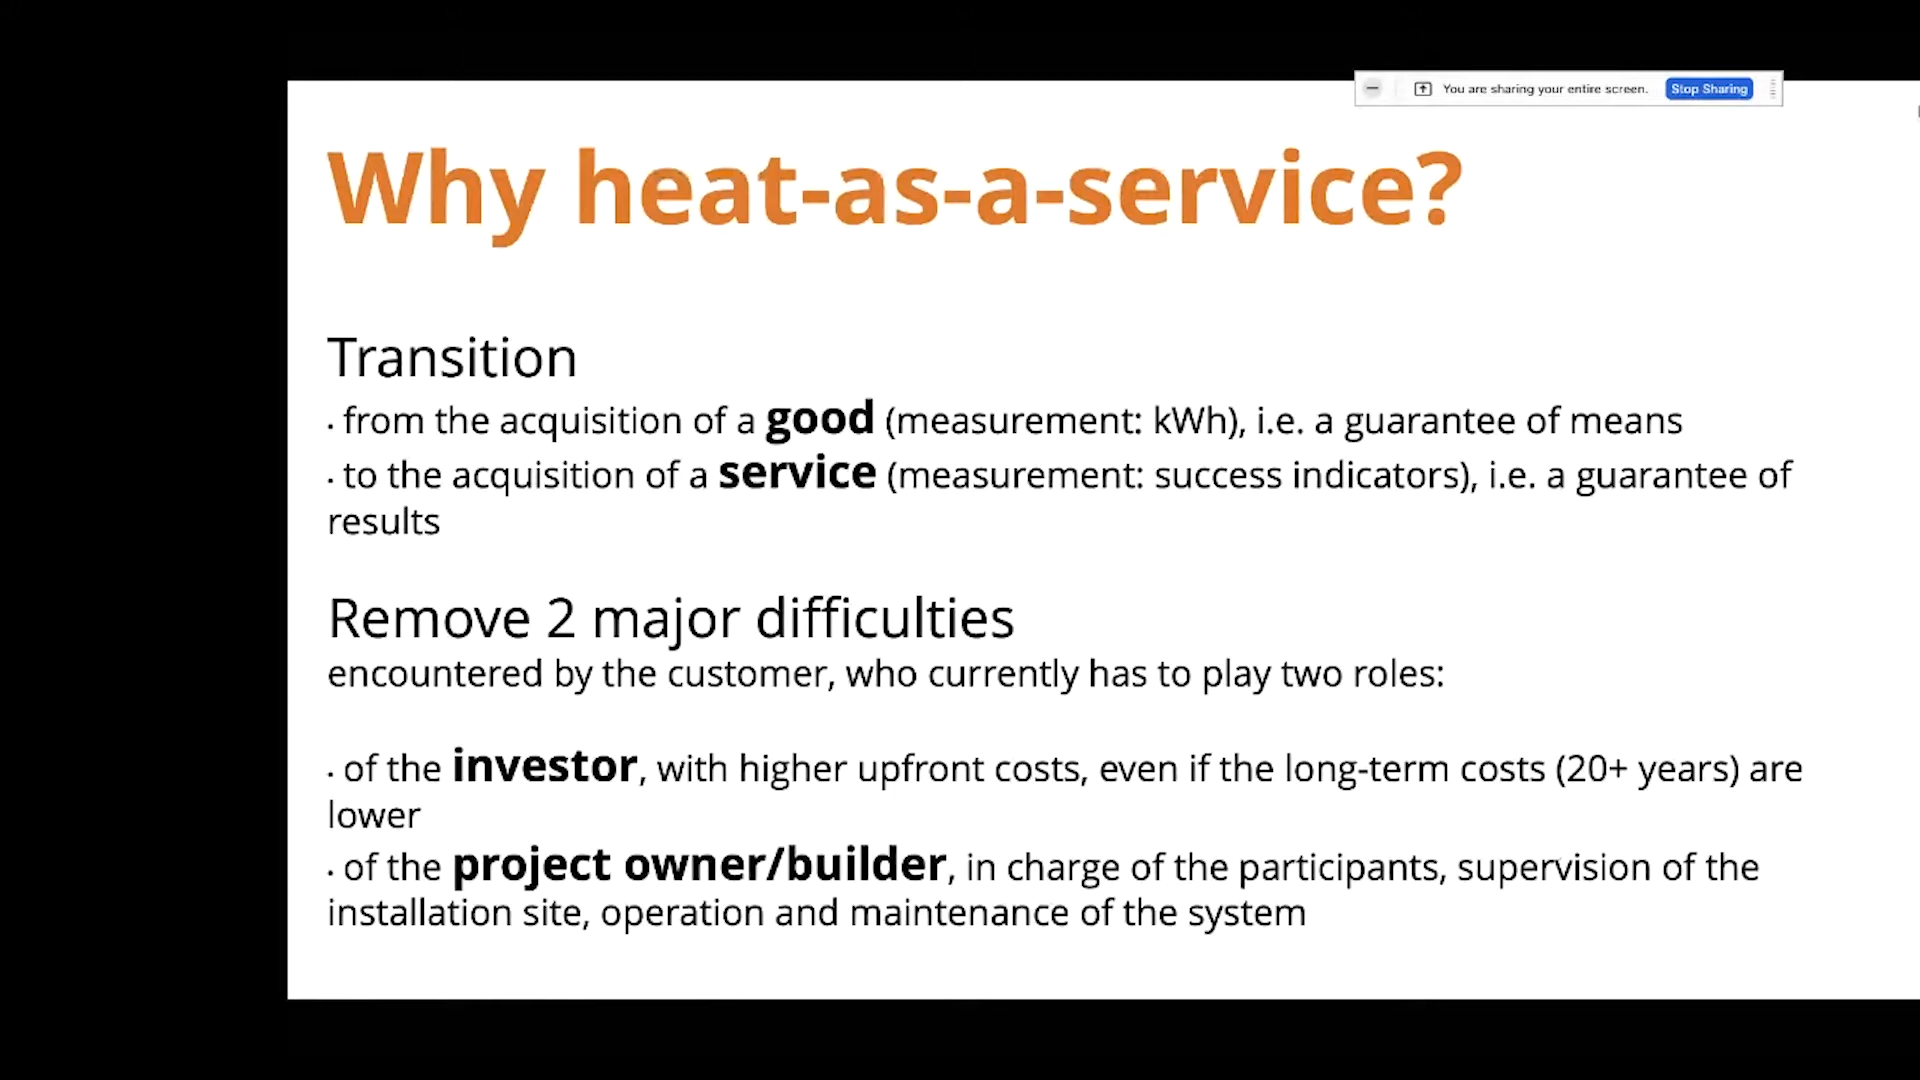 You are sharing your entire screen. Stop Sharing
Why heat-as-a-service?
Transition
· from the acquisition of a good (measurement: kWh), i.e. a guarantee of means
· to the acquisition of a service (measurement: success indicators), i.e. a guarantee of
results
Remove 2 major difficulties
encountered by the customer, who currently has to play two roles:
· of the investor, with higher upfront costs, even if the long-term costs (20+ years) are
lower
· of the project owner/builder, in charge of the participants, supervision of the
installation site, operation and maintenance of the system